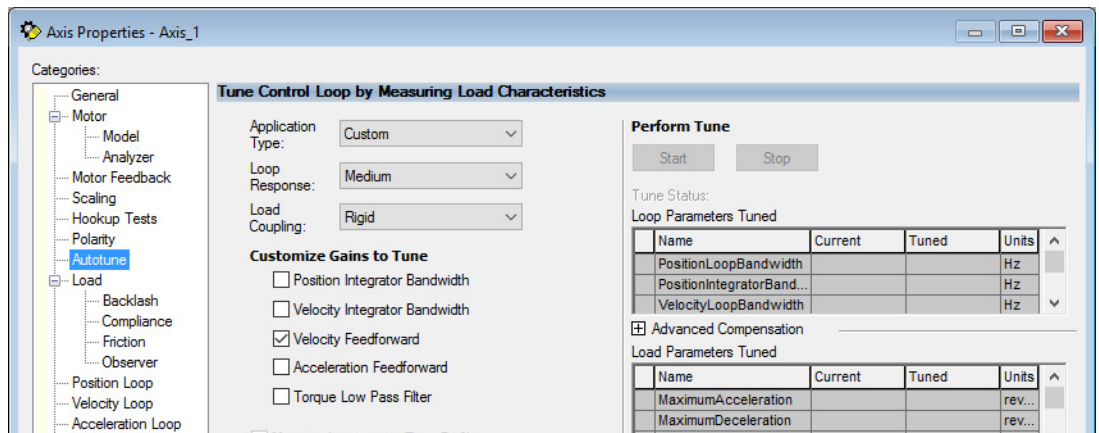 Axis Properties - Axis_1
Categories:
General
Motor
Model
Analyzer
Motor Feedback
Scaling
Hookup Tests
Polarity
Autotune
Load
Backlash
Compliance
Friction
Observer
Position Loop
Velocity Loop
Acceleration Loop
Tune Control Loop by Measuring Load Characteristics
Application
Type:
Custom
Loop
Response:
Medium
Load
Coupling:
Rigid
Customize Gains to Tune
Position Integrator Bandwidth
Velocity Integrator Bandwidth
Velocity Feedforward
Acceleration Feedforward
Torque Low Pass Filter
Perform Tune
Start Stop
Tune Status:
Loop Parameters Tuned
Name Current Tuned Units
PositionLoopBandwidth Hz
PositionIntegratorBand... Hz
VelocityLoopBandwidth Hz
Advanced Compensation
Load Parameters Tuned
Name Current Tuned Units
MaximumAcceleration rev...
MaximumDeceleration rev...